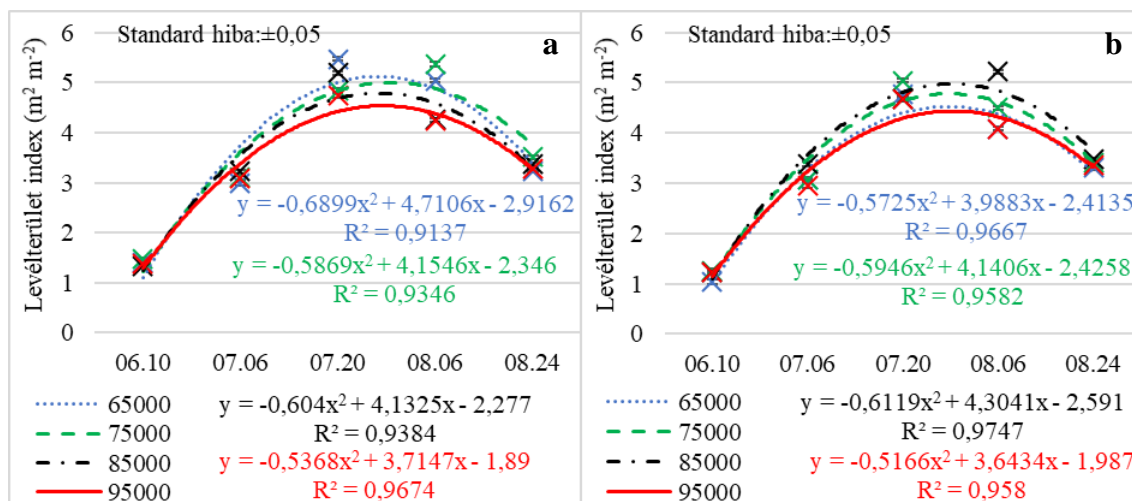 Standard hiba:±0,05
a
Levélterület index (m² m⁻²)
6
5
4
3
2
1
0
y = -0,6899x² + 4,7106x - 2,9162
R² = 0,9137
y = -0,5869x² + 4,1546x - 2,346
R² = 0,9346
06.10 07.06 07.20 08.06 08.24
65000
75000
85000
95000
y = -0,604x² + 4,1325x - 2,277
R² = 0,9384
y = -0,5368x² + 3,7147x - 1,89
R² = 0,9674
Standard hiba:±0,05
b
Levélterület index (m² m⁻²)
6
5
4
3
2
1
0
y = -0,5725x² + 3,9883x - 2,4135
R² = 0,9667
y = -0,5946x² + 4,1406x - 2,4258
R² = 0,9582
06.10 07.06 07.20 08.06 08.24
65000
75000
85000
95000
y = -0,6119x² + 4,3041x - 2,591
R² = 0,9747
y = -0,5166x² + 3,6434x - 1,987
R² = 0,958